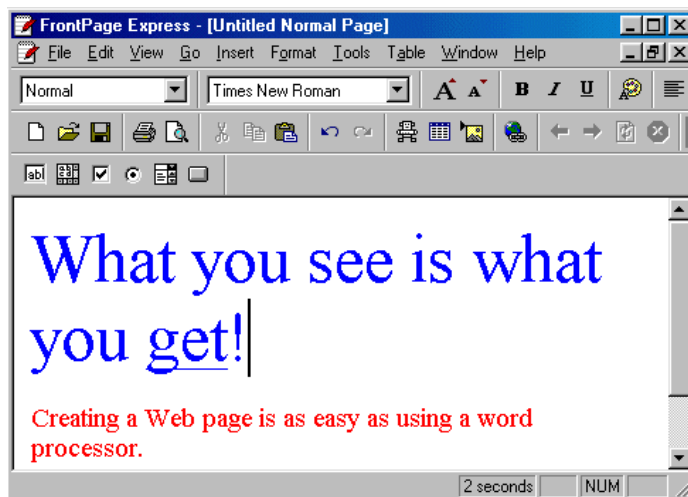 FrontPage Express - [Untitled Normal Page]
File Edit View Go Insert Format Tools Table Window Help
Normal Times New Roman A A B I U
abl
What you see is what
you get!
Creating a Web page is as easy as using a word
processor.
2 seconds NUM